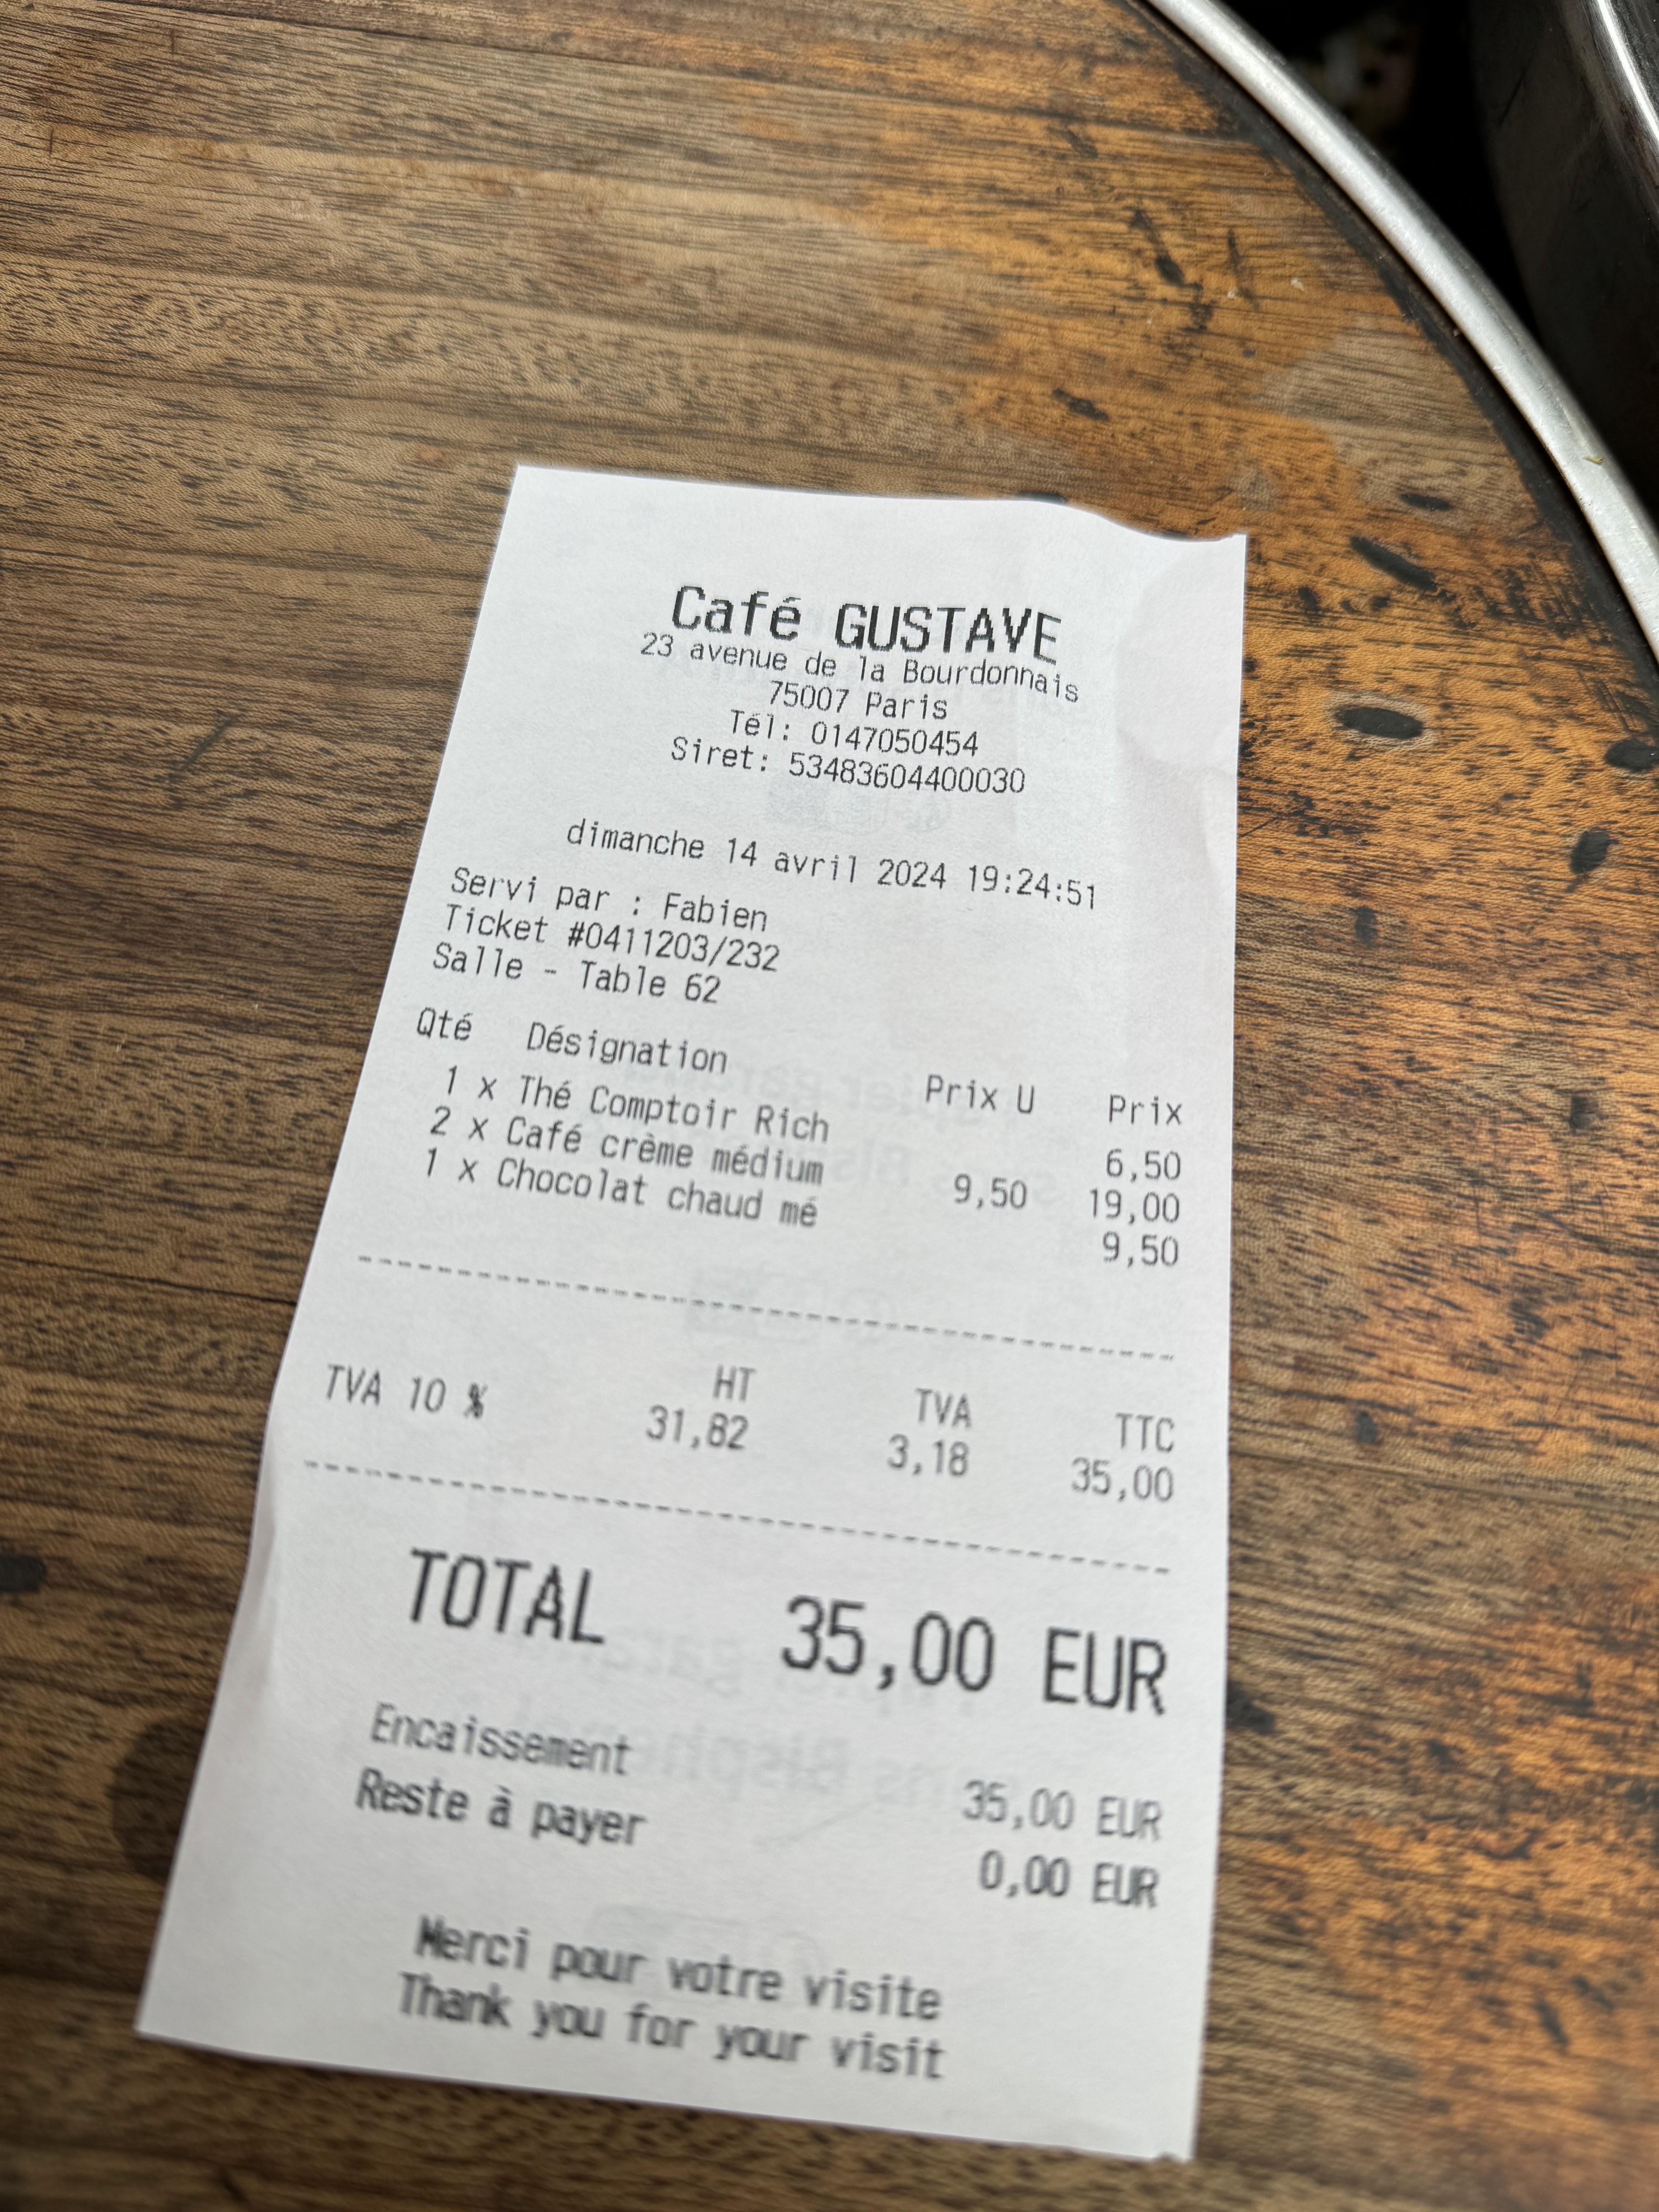 Café GUSTAVE
23 avenue de la Bourdonnais
75007 Paris
Tél: 0147050454
Siret: 53483604400030
dimanche 14 avril 2024 19:24:51
Servi par : Fabien
Ticket #0411203/232
Salle - Table 62
Qté Désignation Prix U Prix
1 x Thé Comptoir Rich 6,50
2 x Café crème médium 9,50 19,00
1 x Chocolat chaud mé 9,50
HT TVA TTC
TVA 10 % 31,82 3,18 35,00
TOTAL 35,00 EUR
Encaissement 35,00 EUR
Reste à payer 0,00 EUR
Merci pour votre visite
Thank you for your visit